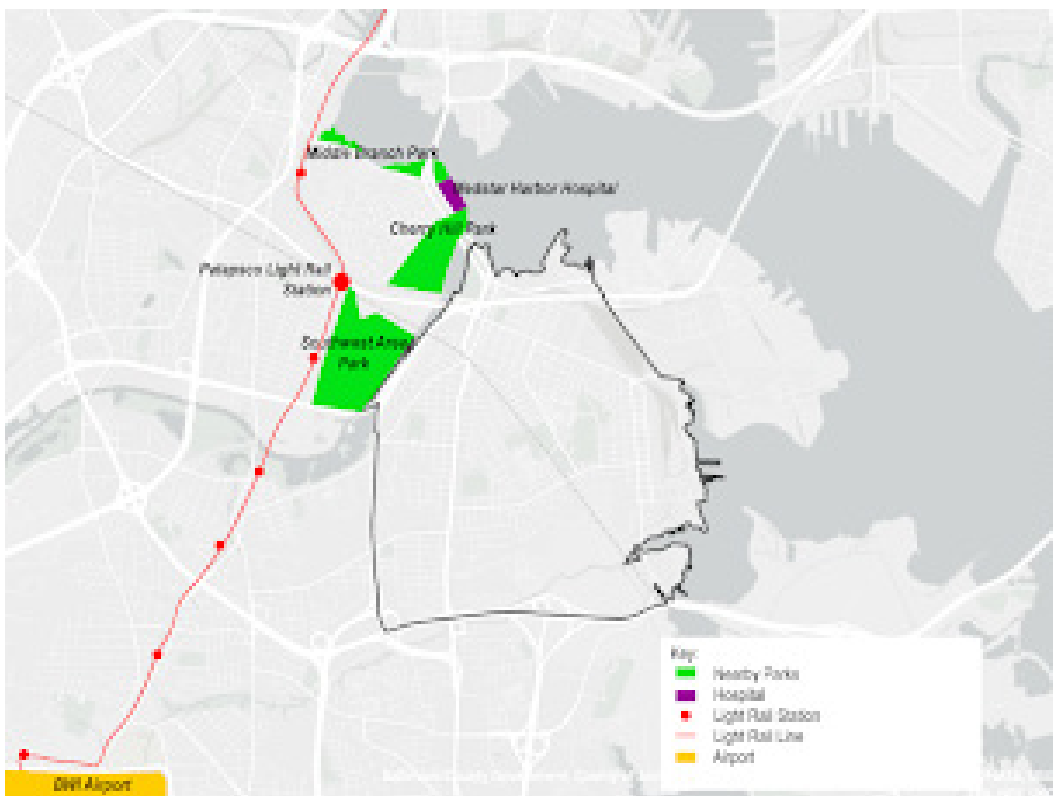 Middle Branch Park
Medstar Harbor Hospital
Cherry Hill Park
Patapsco Light Rail
Station
Southwest Area
Park
Key:
Nearby Parks
Hospital
Light Rail Station
Light Rail Line
Airport
BWI Airport